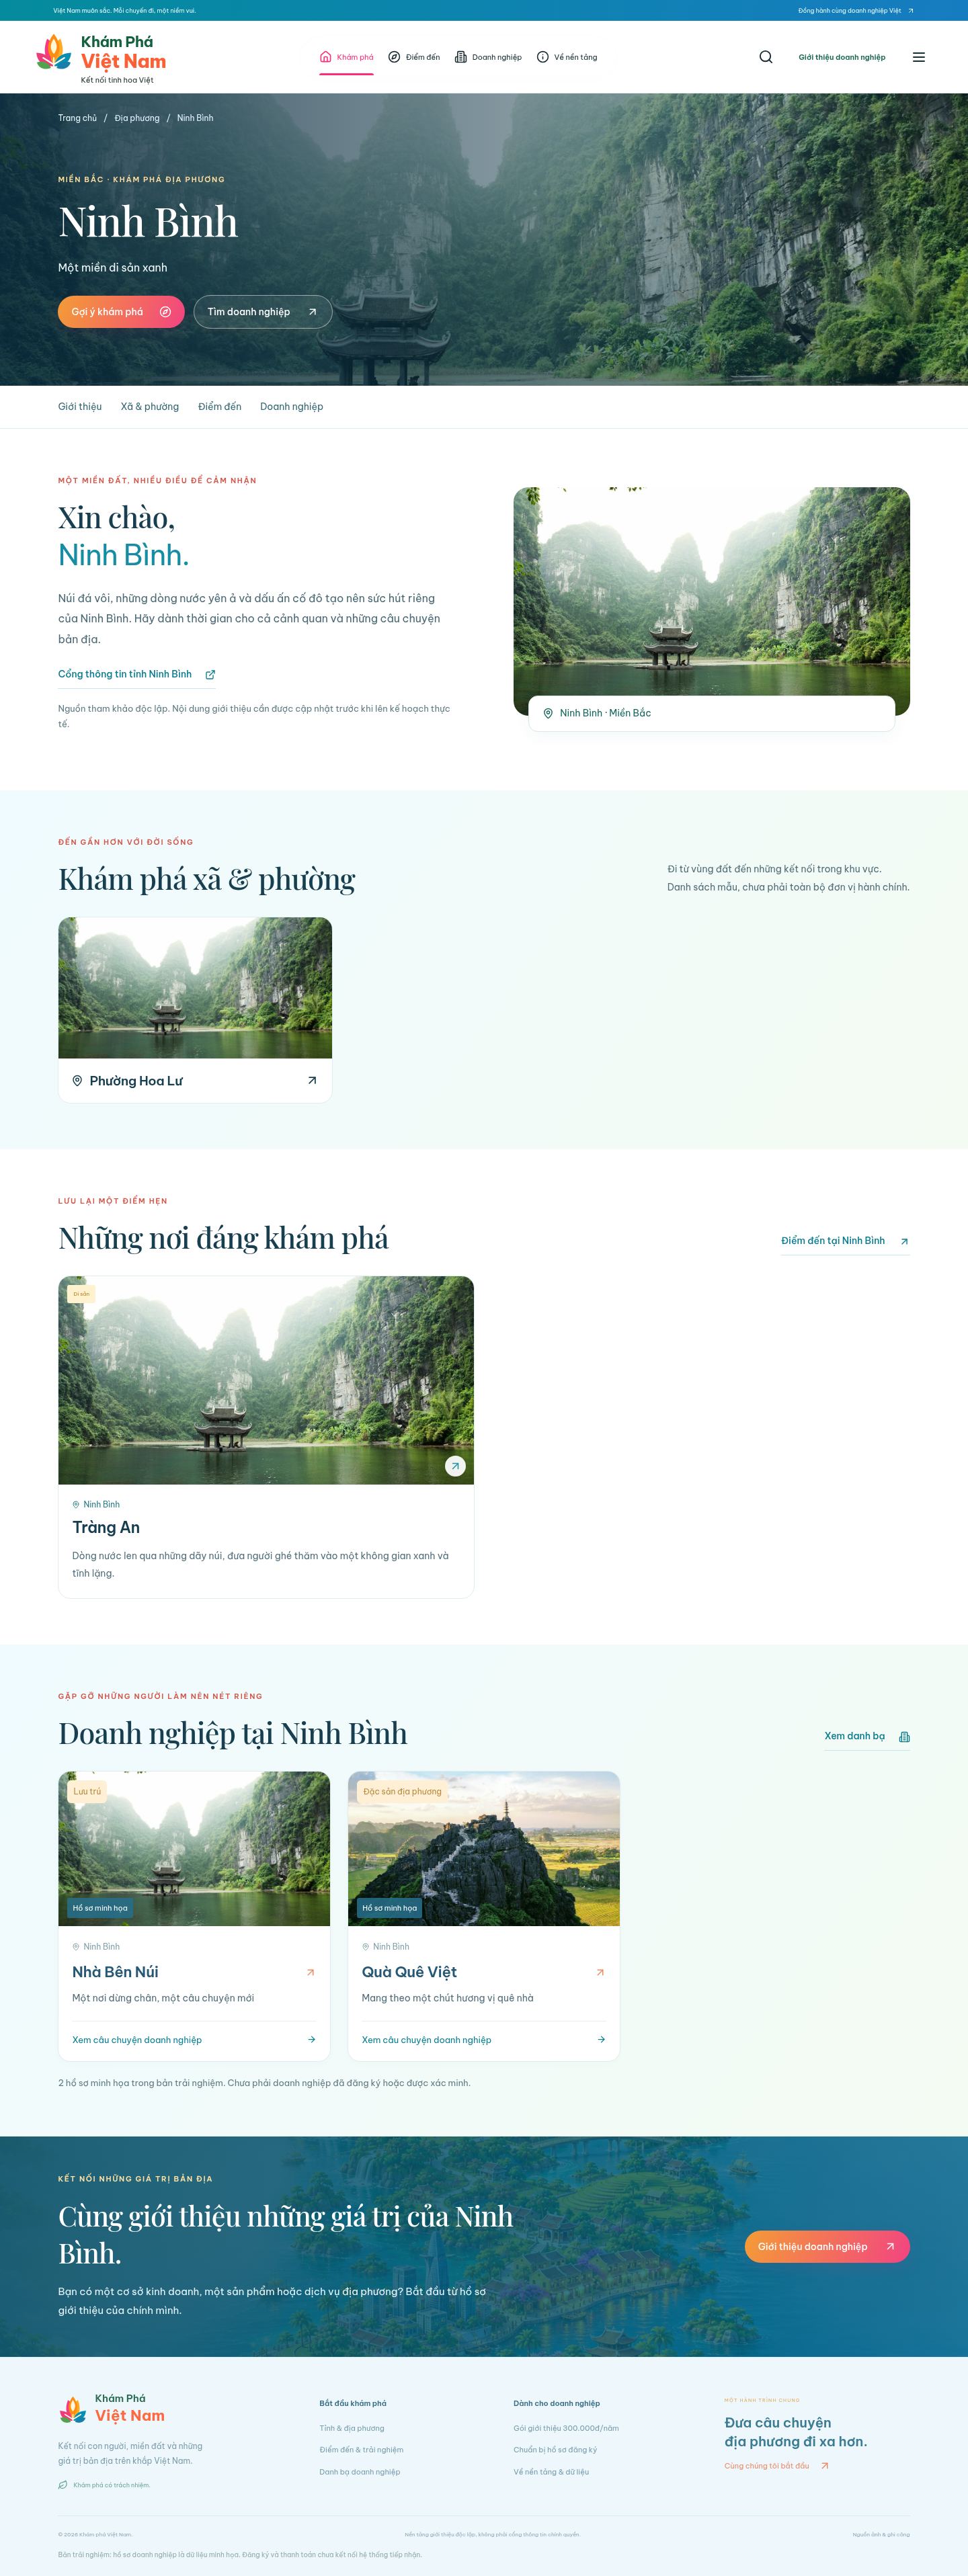 Việt Nam muôn sắc. Mỗi chuyến đi, một niềm vui.
Đồng hành cùng doanh nghiệp Việt
Khám Phá
Việt Nam
Kết nối tinh hoa Việt
Khám phá
Điểm đến
Doanh nghiệp
Về nền tảng
Giới thiệu doanh nghiệp
Trang chủ / Địa phương / Ninh Bình
MIỀN BẮC · KHÁM PHÁ ĐỊA PHƯƠNG
Ninh Bình
Một miền di sản xanh
Gợi ý khám phá
Tìm doanh nghiệp
Giới thiệu
Xã & phường
Điểm đến
Doanh nghiệp
MỘT MIỀN ĐẤT, NHIỀU ĐIỀU ĐỂ CẢM NHẬN
Xin chào,
Ninh Bình.
Núi đá vôi, những dòng nước yên ả và dấu ấn cố đô tạo nên sức hút riêng
của Ninh Bình. Hãy dành thời gian cho cả cảnh quan và những câu chuyện
bản địa.
Cổng thông tin tỉnh Ninh Bình
Nguồn tham khảo độc lập. Nội dung giới thiệu cần được cập nhật trước khi lên kế hoạch thực
tế.
Ninh Bình · Miền Bắc
ĐẾN GẦN HƠN VỚI ĐỜI SỐNG
Khám phá xã & phường
Đi từ vùng đất đến những kết nối trong khu vực.
Danh sách mẫu, chưa phải toàn bộ đơn vị hành chính.
Phường Hoa Lư
LƯU LẠI MỘT ĐIỂM HẸN
Những nơi đáng khám phá
Điểm đến tại Ninh Bình
Di sản
Ninh Bình
Tràng An
Dòng nước len qua những dãy núi, đưa người ghé thăm vào một không gian xanh và
tĩnh lặng.
GẶP GỠ NHỮNG NGƯỜI LÀM NÊN NÉT RIÊNG
Doanh nghiệp tại Ninh Bình
Xem danh bạ
Lưu trú
Hồ sơ minh họa
Ninh Bình
Nhà Bên Núi
Một nơi dừng chân, một câu chuyện mới
Xem câu chuyện doanh nghiệp
Đặc sản địa phương
Hồ sơ minh họa
Ninh Bình
Quà Quê Việt
Mang theo một chút hương vị quê nhà
Xem câu chuyện doanh nghiệp
2 hồ sơ minh họa trong bản trải nghiệm. Chưa phải doanh nghiệp đã đăng ký hoặc được xác minh.
KẾT NỐI NHỮNG GIÁ TRỊ BẢN ĐỊA
Cùng giới thiệu những giá trị của Ninh
Bình.
Bạn có một cơ sở kinh doanh, một sản phẩm hoặc dịch vụ địa phương? Bắt đầu từ hồ sơ
giới thiệu của chính mình.
Giới thiệu doanh nghiệp
Khám Phá
Việt Nam
Kết nối con người, miền đất và những
giá trị bản địa trên khắp Việt Nam.
Khám phá có trách nhiệm.
Bắt đầu khám phá
Tỉnh & địa phương
Điểm đến & trải nghiệm
Danh bạ doanh nghiệp
Dành cho doanh nghiệp
Gói giới thiệu 300.000đ/năm
Chuẩn bị hồ sơ đăng ký
Về nền tảng & dữ liệu
MỘT HÀNH TRÌNH CHUNG
Đưa câu chuyện
địa phương đi xa hơn.
Cùng chúng tôi bắt đầu
© 2026 Khám phá Việt Nam.
Nền tảng giới thiệu độc lập, không phải cổng thông tin chính quyền.
Nguồn ảnh & ghi công
Bản trải nghiệm: hồ sơ doanh nghiệp là dữ liệu minh họa. Đăng ký và thanh toán chưa kết nối hệ thống tiếp nhận.